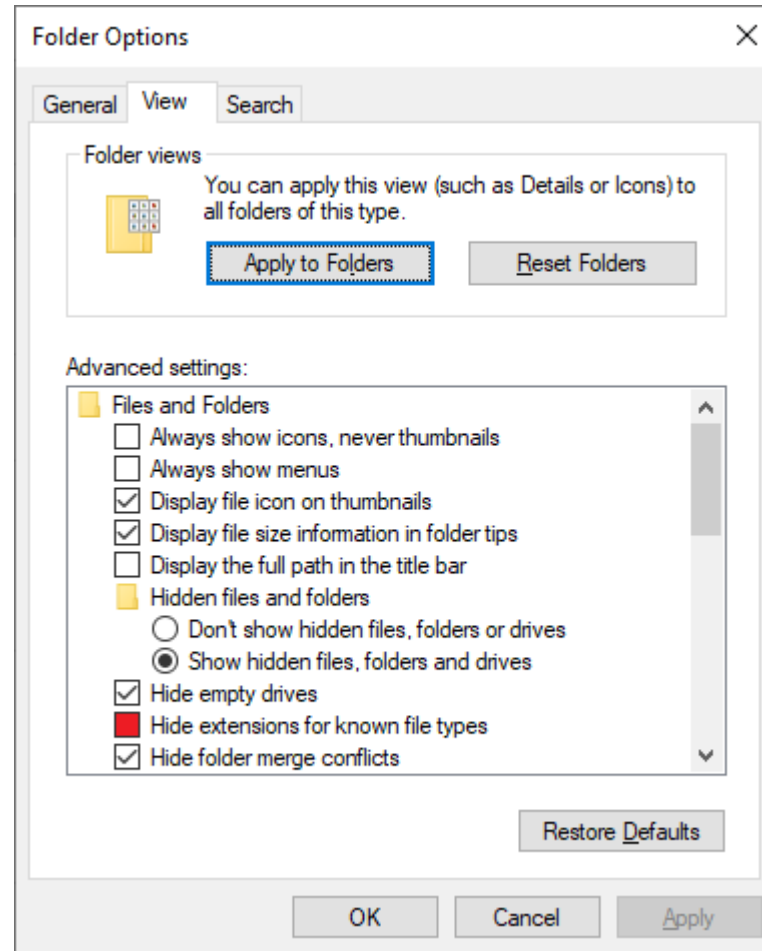 Folder Options
General View Search
Folder views
You can apply this view (such as Details or Icons) to
all folders of this type.
Apply to Folders Reset Folders
Advanced settings:
Files and Folders
Always show icons, never thumbnails
Always show menus
Display file icon on thumbnails
Display file size information in folder tips
Display the full path in the title bar
Hidden files and folders
Don't show hidden files, folders or drives
Show hidden files, folders and drives
Hide empty drives
Hide extensions for known file types
Hide folder merge conflicts
Restore Defaults
OK Cancel Apply